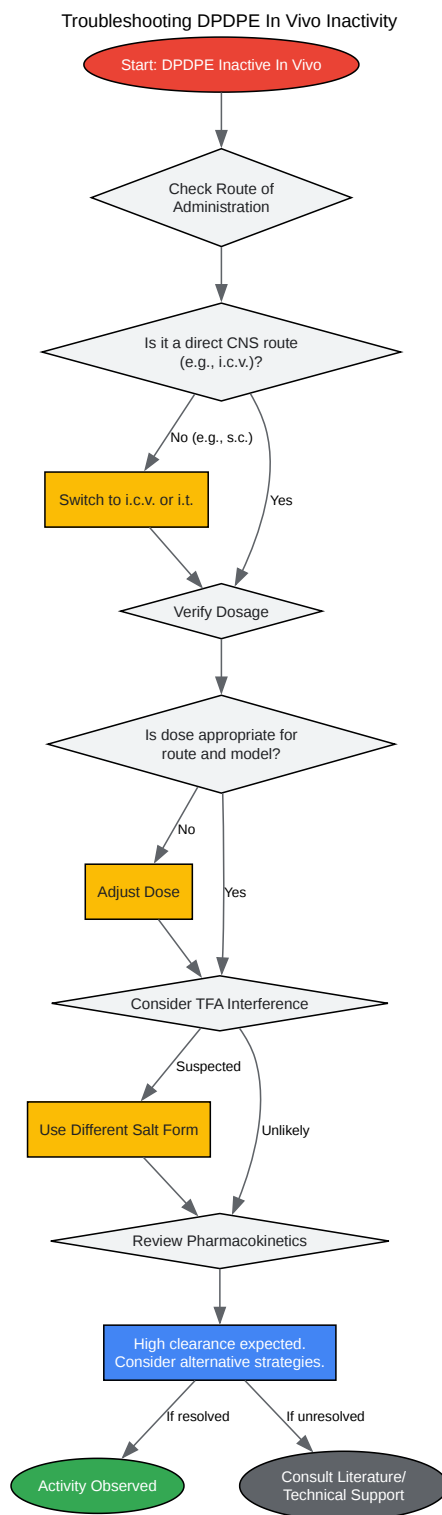 Troubleshooting DPDPE In Vivo Inactivity
Start: DPDPE Inactive In Vivo
Check Route of
Administration
Is it a direct CNS route
(e.g., i.c.v.)?
No (e.g., s.c.)
Switch to i.c.v. or i.t.
Yes
Verify Dosage
Is dose appropriate for
route and model?
No
Adjust Dose
Yes
Consider TFA Interference
Suspected
Use Different Salt Form
Unlikely
Review Pharmacokinetics
High clearance expected.
Consider alternative strategies.
If resolved
If unresolved
Activity Observed
Consult Literature/
Technical Support